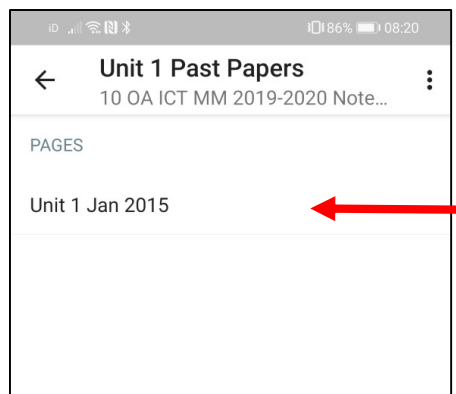 iD 86% 08:20
Unit 1 Past Papers
10 OA ICT MM 2019-2020 Note...
PAGES
Unit 1 Jan 2015